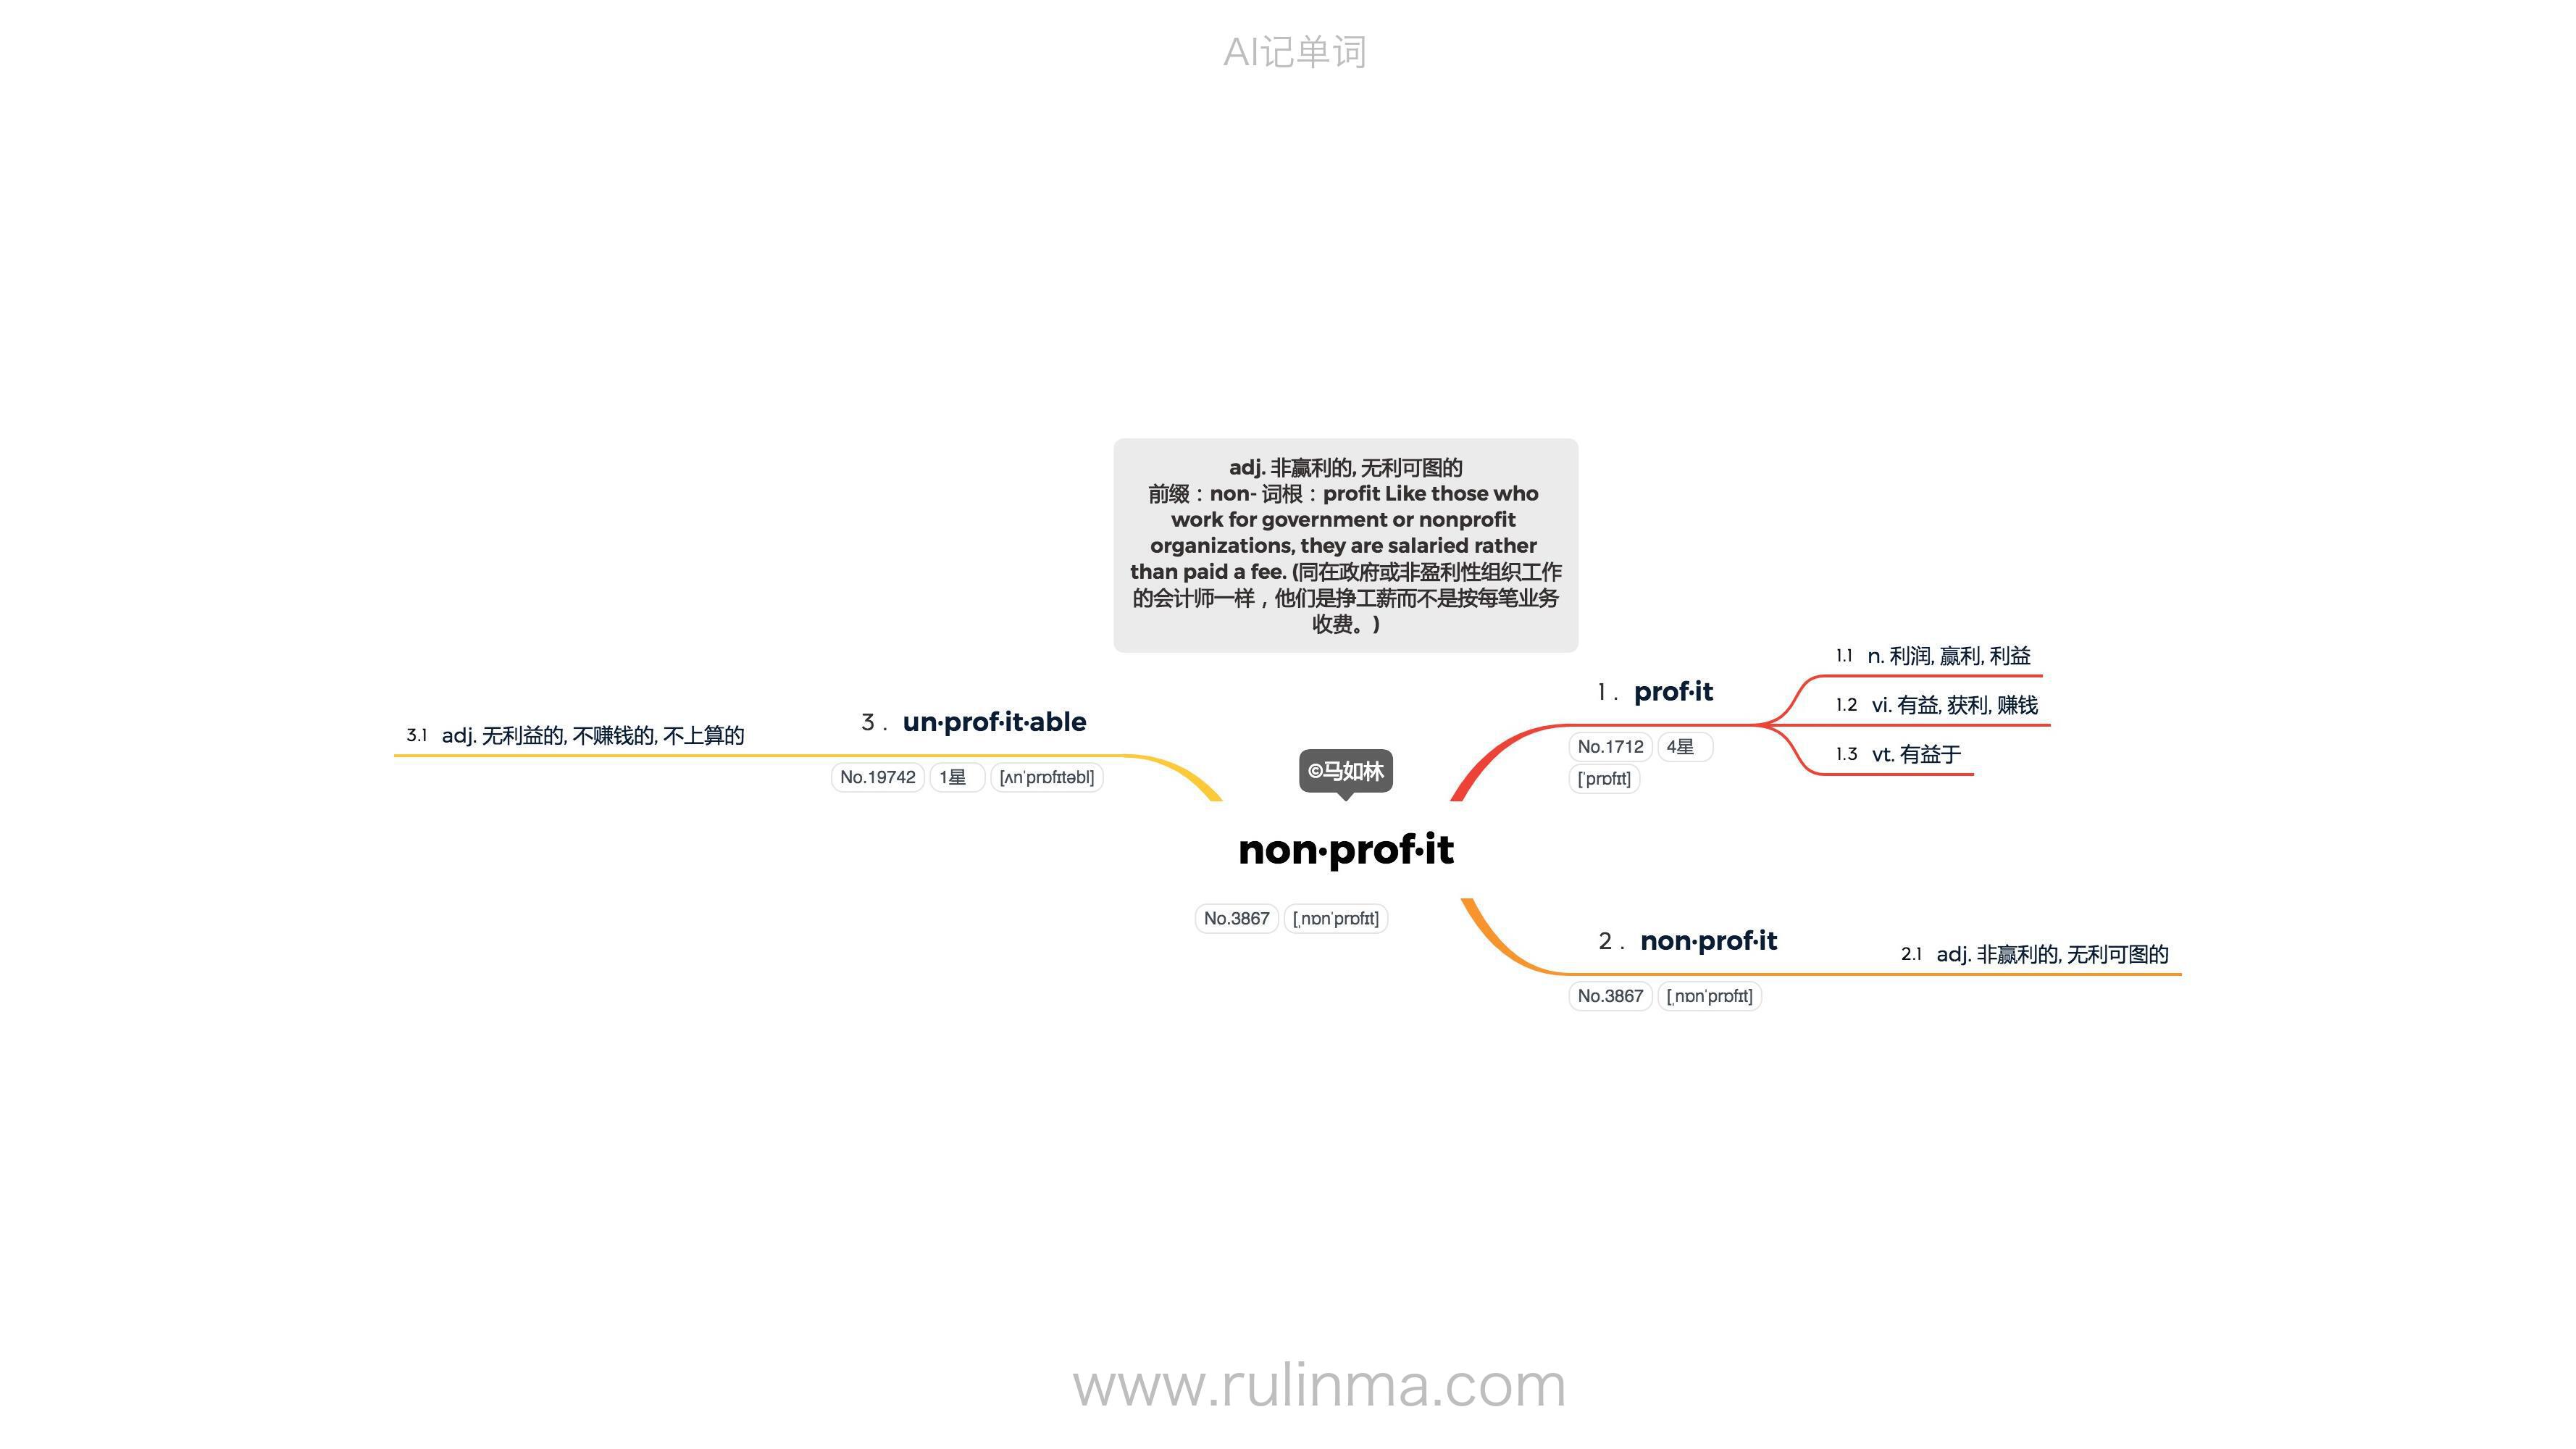 AI记单词
adj. 非赢利的, 无利可图的
前缀：non- 词根：profit Like those who
work for government or nonprofit
organizations, they are salaried rather
than paid a fee. (同在政府或非盈利性组织工作
的会计师一样，他们是挣工薪而不是按每笔业务
收费。)
©马如林
non·prof·it
No.3867 [ˌnɒnˈprɒfɪt]
1. prof·it
No.1712 4星
[ˈprɒfɪt]
1.1 n. 利润, 赢利, 利益
1.2 vi. 有益, 获利, 赚钱
1.3 vt. 有益于
2. non·prof·it
No.3867 [ˌnɒnˈprɒfɪt]
2.1 adj. 非赢利的, 无利可图的
3. un·prof·it·able
No.19742 1星 [ʌnˈprɒfɪtəbl]
3.1 adj. 无利益的, 不赚钱的, 不上算的
www.rulinma.com